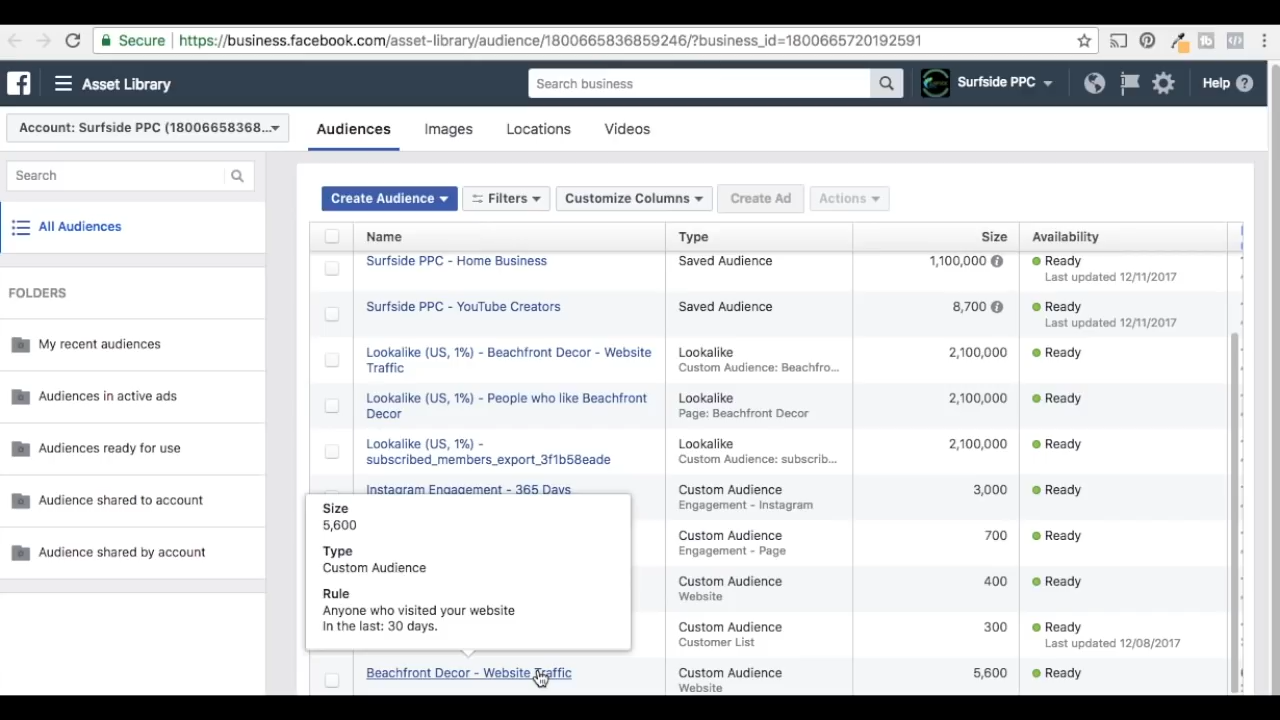 Secure https://business.facebook.com/asset-library/audience/1800665836859246/?business_id=1800665720192591
Asset Library
Search business
Surfside PPC
Help
Account: Surfside PPC (18006658368...
Audiences
Images
Locations
Videos
Search
Create Audience
Filters
Customize Columns
Create Ad
Actions
All Audiences
Name
Type
Size
Availability
FOLDERS
My recent audiences
Audiences in active ads
Audiences ready for use
Audience shared to account
Audience shared by account
Surfside PPC - Home Business
Saved Audience
1,100,000
Ready
Last updated 12/11/2017
Surfside PPC - YouTube Creators
Saved Audience
8,700
Ready
Last updated 12/11/2017
Lookalike (US, 1%) - Beachfront Decor - Website
Traffic
Lookalike
Custom Audience: Beachfro...
2,100,000
Ready
Lookalike (US, 1%) - People who like Beachfront
Decor
Lookalike
Page: Beachfront Decor
2,100,000
Ready
Lookalike (US, 1%) -
subscribed_members_export_3f1b58eade
Lookalike
Custom Audience: subscrib...
2,100,000
Ready
Instagram Engagement - 365 Days
Custom Audience
Engagement - Instagram
3,000
Ready
Custom Audience
Engagement - Page
700
Ready
Custom Audience
Website
400
Ready
Custom Audience
Customer List
300
Ready
Last updated 12/08/2017
Size
5,600
Type
Custom Audience
Rule
Anyone who visited your website
In the last: 30 days.
Beachfront Decor - Website Traffic
Custom Audience
Website
5,600
Ready